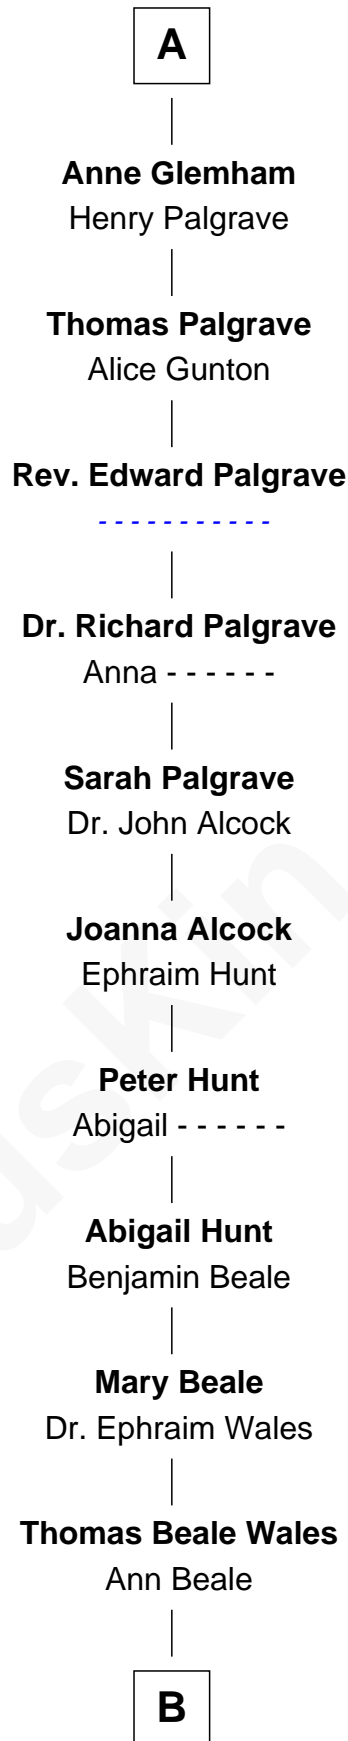 A
Anne Glemham
Henry Palgrave
Thomas Palgrave
Alice Gunton
Rev. Edward Palgrave
- - - - - - - - - - -
Dr. Richard Palgrave
Anna - - - - - -
Sarah Palgrave
Dr. John Alcock
Joanna Alcock
Ephraim Hunt
Peter Hunt
Abigail - - - - - -
Abigail Hunt
Benjamin Beale
Mary Beale
Dr. Ephraim Wales
Thomas Beale Wales
Ann Beale
B